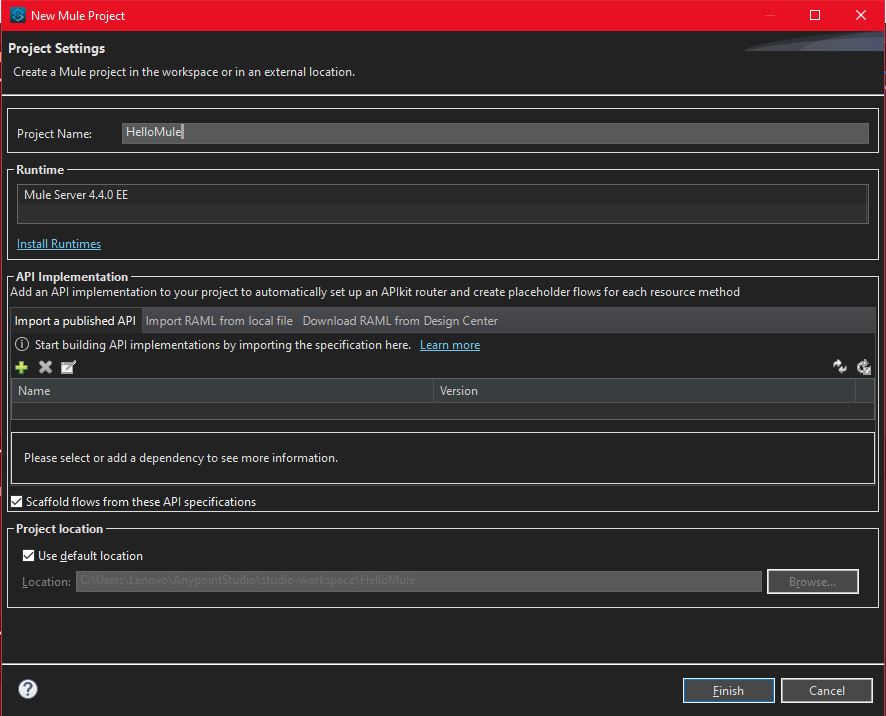 New Mule Project
Project Settings
Create a Mule project in the workspace or in an external location.
Project Name: HelloMule
Runtime
Mule Server 4.4.0 EE
Install Runtimes
API Implementation
Add an API implementation to your project to automatically set up an APIkit router and create placeholder flows for each resource method
Import a published API Import RAML from local file Download RAML from Design Center
Start building API implementations by importing the specification here. Learn more
Name Version
Please select or add a dependency to see more information.
Scaffold flows from these API specifications
Project location
Use default location
Location: C:\Users\Lenovo\AnypointStudio\studio-workspace\HelloMule Browse...
? Finish Cancel